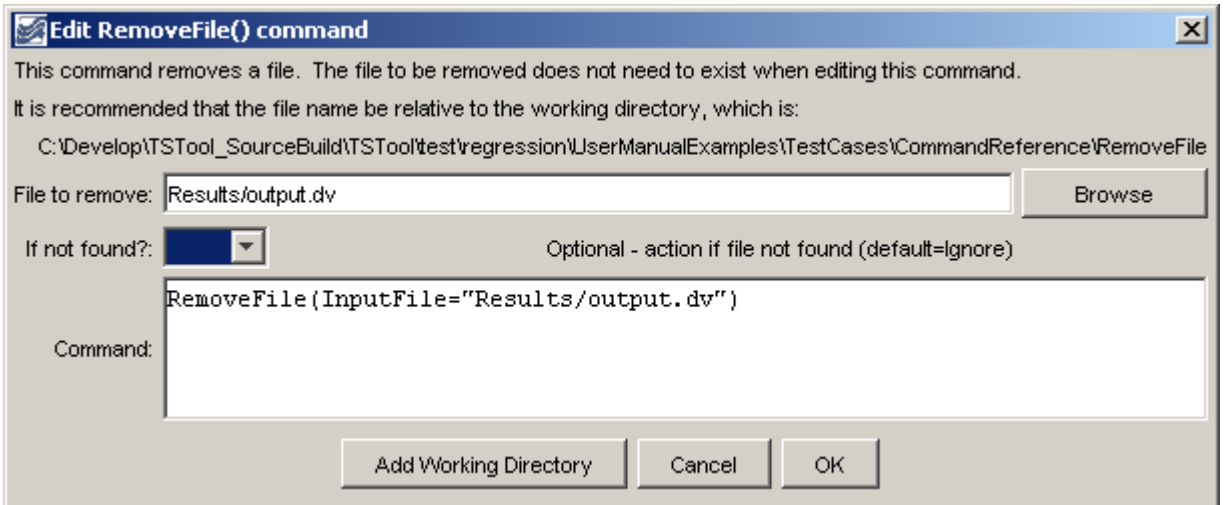 Edit RemoveFile() command
This command removes a file.  The file to be removed does not need to exist when editing this command.
It is recommended that the file name be relative to the working directory, which is:
C:\Develop\TSTool_SourceBuild\TSTool\test\regression\UserManualExamples\TestCases\CommandReference\RemoveFile
File to remove: Results/output.dv Browse
If not found?: Optional - action if file not found (default=Ignore)
RemoveFile(InputFile="Results/output.dv")
Command:
Add Working Directory Cancel OK